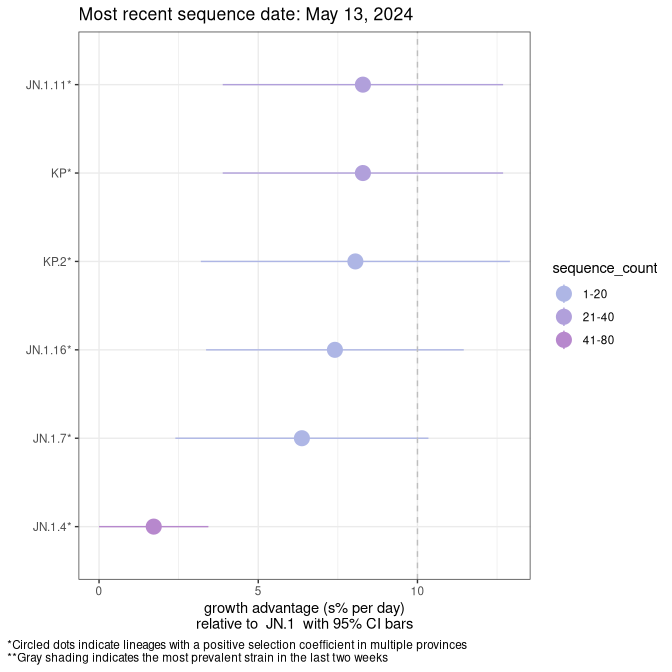 Most recent sequence date: May 13, 2024
JN.1.11*
KP*
KP.2*
JN.1.16*
JN.1.7*
JN.1.4*
0
5
10
growth advantage (s% per day)
relative to JN.1 with 95% CI bars
sequence_count
1-20
21-40
41-80
*Circled dots indicate lineages with a positive selection coefficient in multiple provinces
**Gray shading indicates the most prevalent strain in the last two weeks